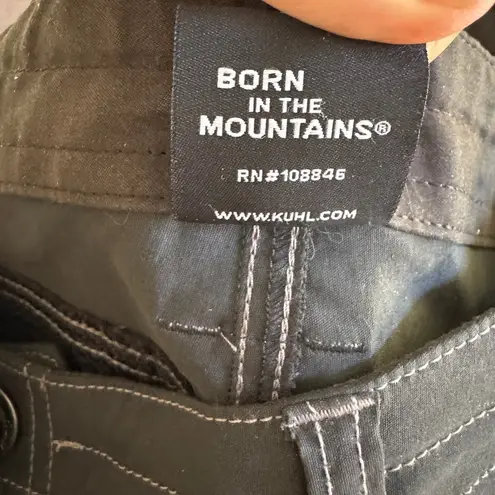 BORN
IN THE
MOUNTAINS®
RN#108846
WWW.KUHL.COM